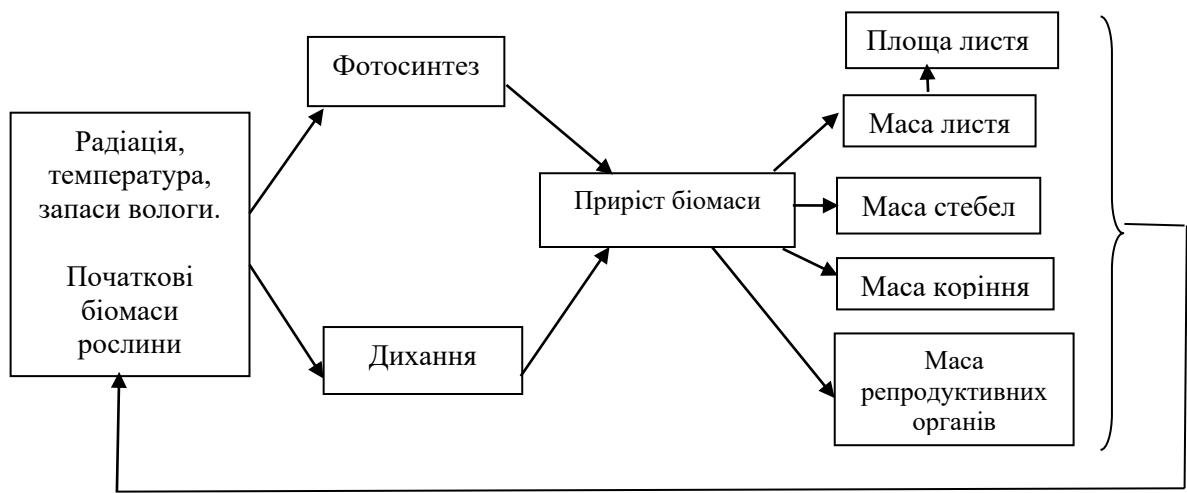 Радіація,
температура,
запаси вологи.
Початкові
біомаси
рослини
Фотосинтез
Дихання
Приріст біомаси
Площа листя
Маса листя
Маса стебел
Маса коріння
Маса
репродуктивних
органів